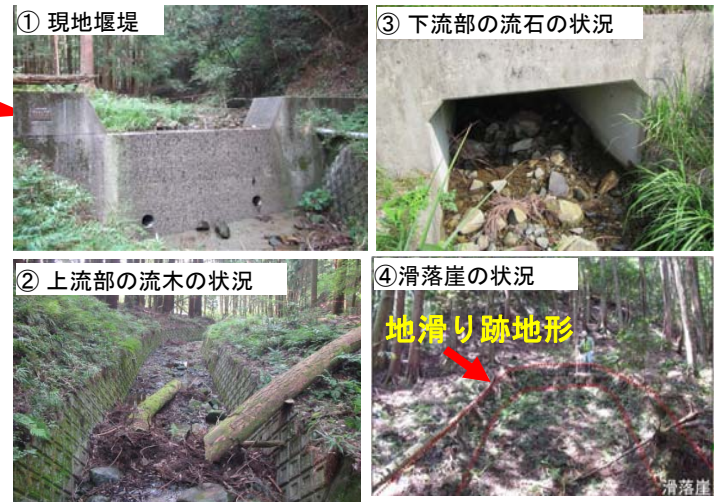 ① 現地堰堤
③ 下流部の流石の状況
② 上流部の流木の状況
④滑落崖の状況
地滑り跡地形
滑落崖